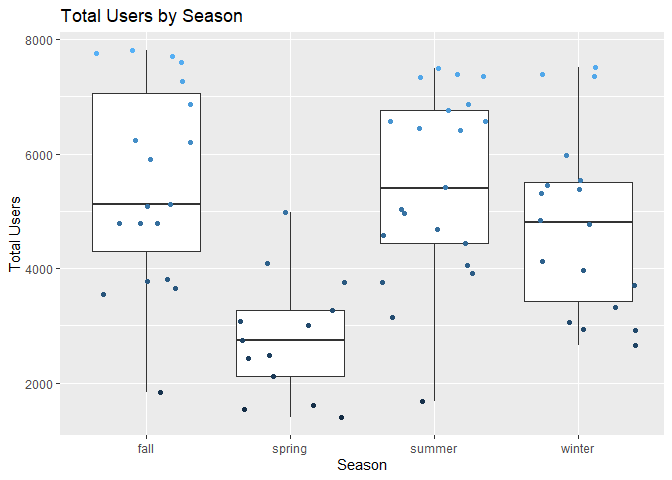 Total Users by Season
8000
6000
4000
2000
Total Users
fall spring summer winter
Season